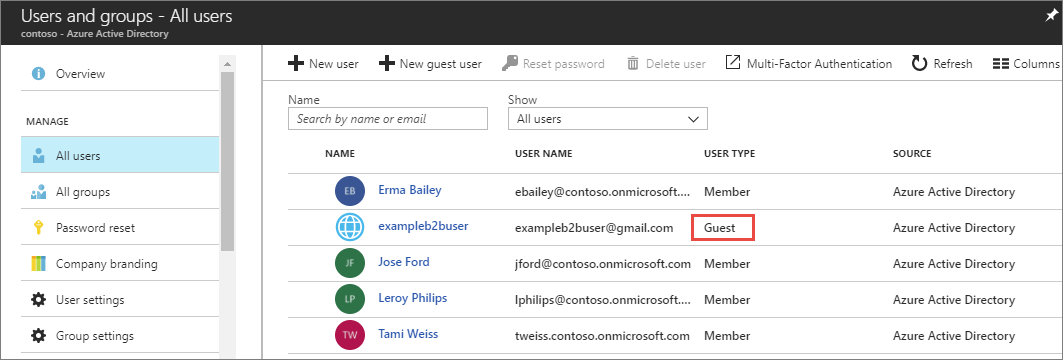 Users and groups - All users
contoso - Azure Active Directory
Overview
MANAGE
All users
All groups
Password reset
Company branding
User settings
Group settings
New user New guest user Reset password Delete user Multi-Factor Authentication Refresh Columns
Name Show
Search by name or email All users
NAME USER NAME USER TYPE SOURCE
EB Erma Bailey ebailey@contoso.onmicrosoft.... Member Azure Active Directory
exampleb2buser exampleb2buser@gmail.com Guest Azure Active Directory
JF Jose Ford jford@contoso.onmicrosoft.com Member Azure Active Directory
LP Leroy Philips lphilips@contoso.onmicrosoft.... Member Azure Active Directory
TW Tami Weiss tweiss.contoso.onmicrosoft.com Member Azure Active Directory